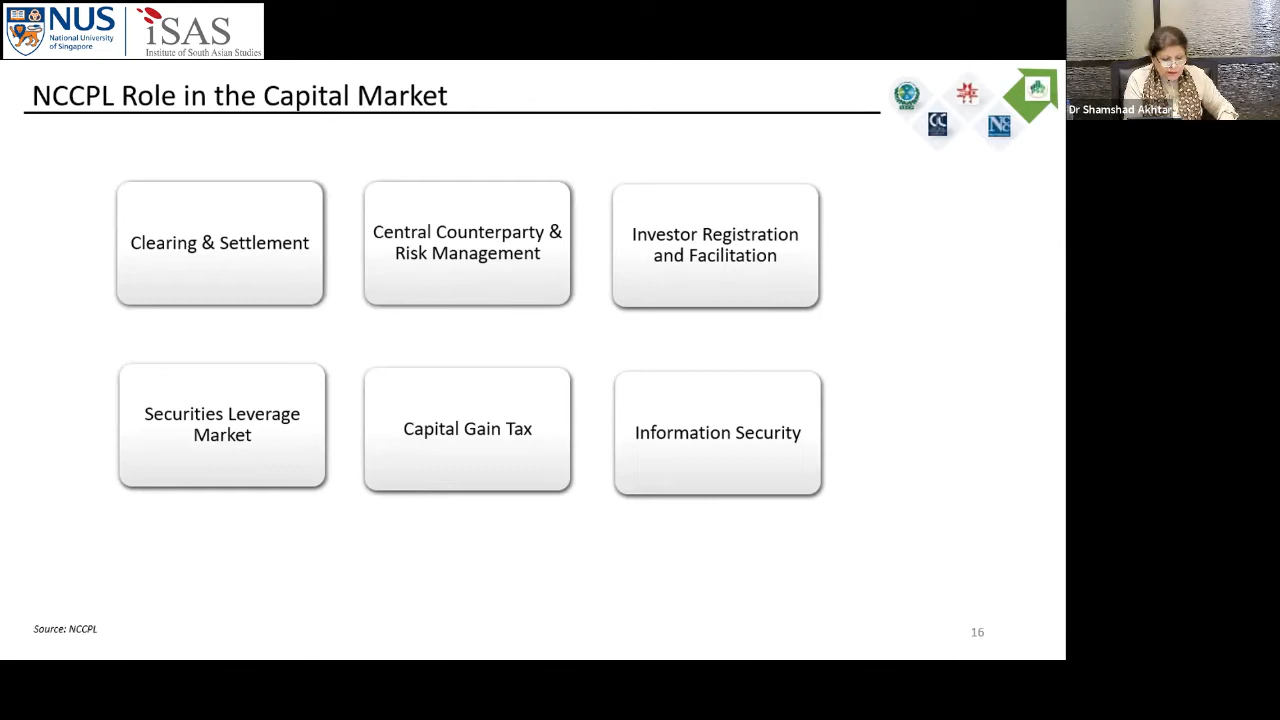 NUS
National University
of Singapore
iSAS
Institute of South Asian Studies
NCCPL Role in the Capital Market
Dr Shamshad Akhtar
Clearing & Settlement
Central Counterparty &
Risk Management
Investor Registration
and Facilitation
Securities Leverage
Market
Capital Gain Tax
Information Security
Source: NCCPL
16